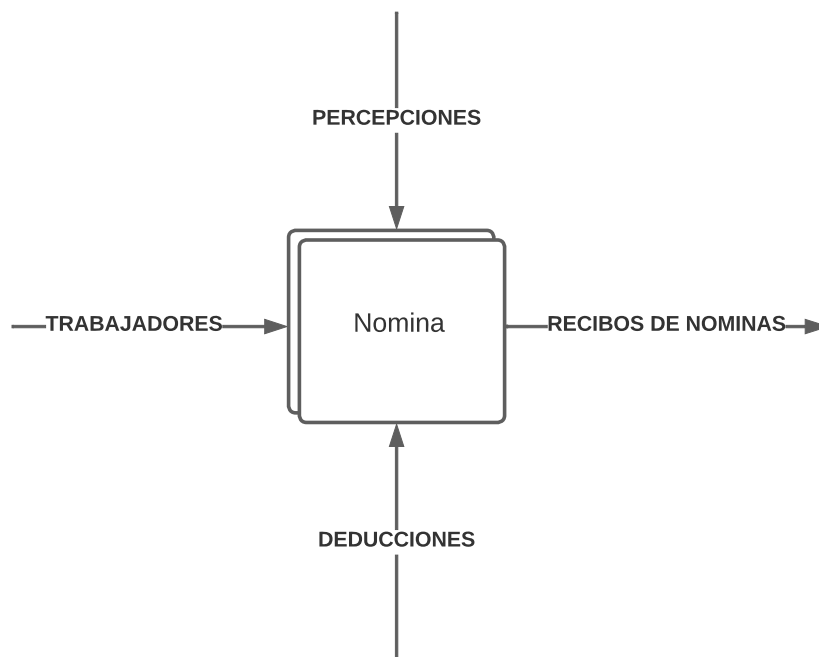 PERCEPCIONES
TRABAJADORES
Nomina
RECIBOS DE NOMINAS
DEDUCCIONES